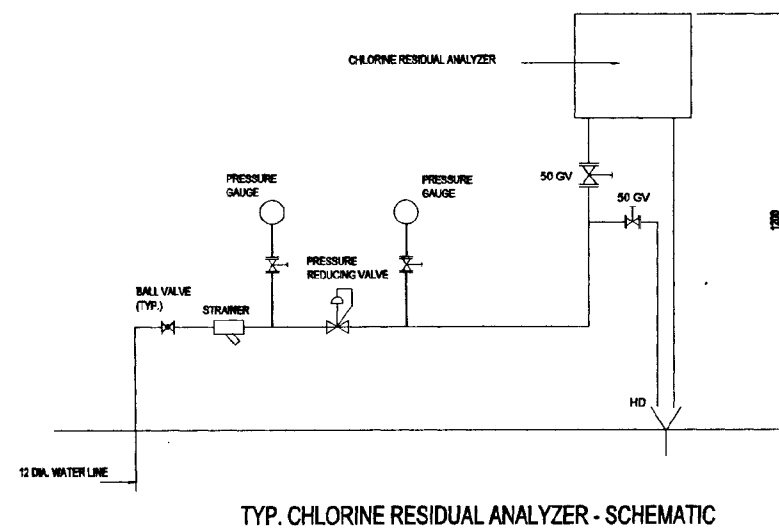 CHLORINE RESIDUAL ANALYZER
PRESSURE
GAUGE
PRESSURE
GAUGE
50 GV
50 GV
1200
PRESSURE
REDUCING VALVE
BALL VALVE
(TYP.)
STRAINER
HD
12 DIA. WATER LINE
TYP. CHLORINE RESIDUAL ANALYZER - SCHEMATIC